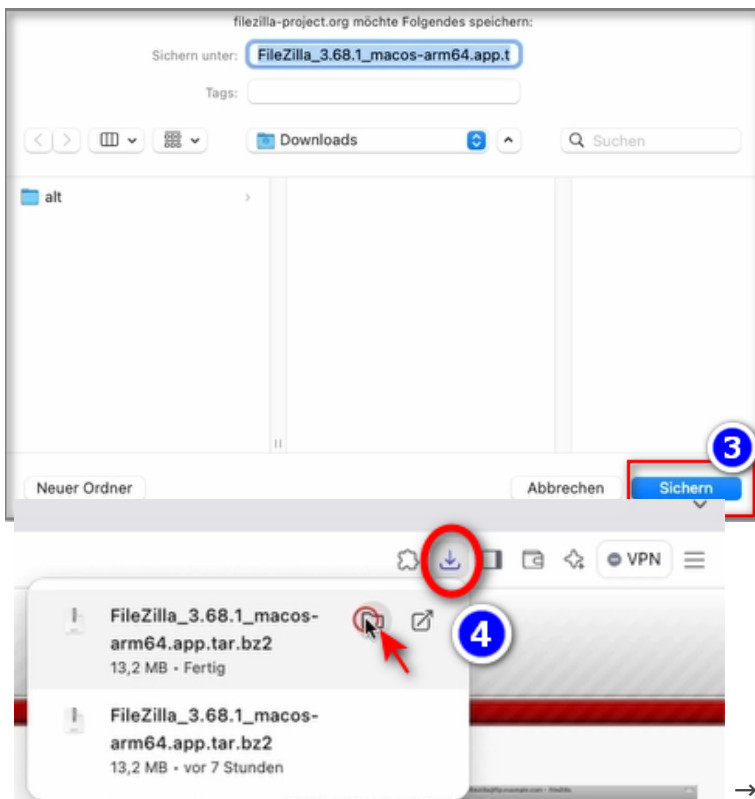 filezilla-project.org möchte Folgendes speichern:
Sichern unter: FileZilla_3.68.1_macos-arm64.app.t
Tags:
Downloads
Suchen
alt
3
Neuer Ordner Abbrechen Sichern
VPN
FileZilla_3.68.1_macos-
arm64.app.tar.bz2
13,2 MB • Fertig
4
FileZilla_3.68.1_macos-
arm64.app.tar.bz2
13,2 MB • vor 7 Stunden
→